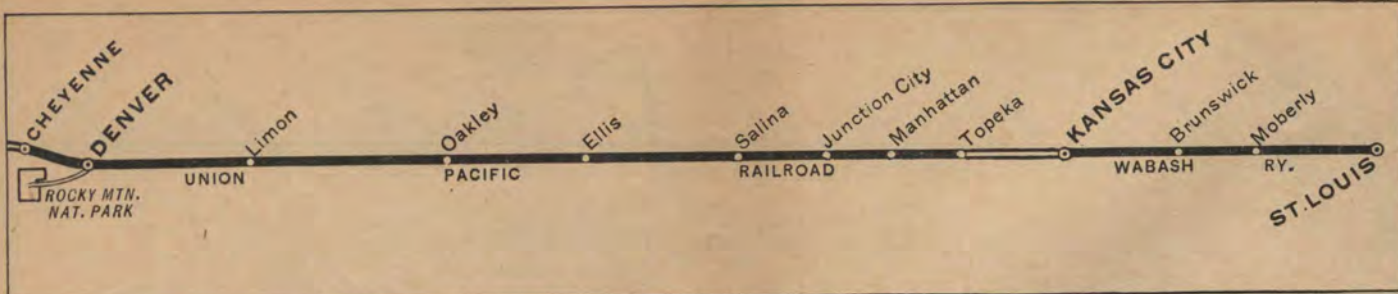 CHEYENNE
DENVER
Limon
Oakley
Ellis
Salina
Junction City
Manhattan
Topeka
KANSAS CITY
Brunswick
Moberly
ST. LOUIS
UNION
PACIFIC
RAILROAD
WABASH
RY.
ROCKY MTN.
NAT. PARK